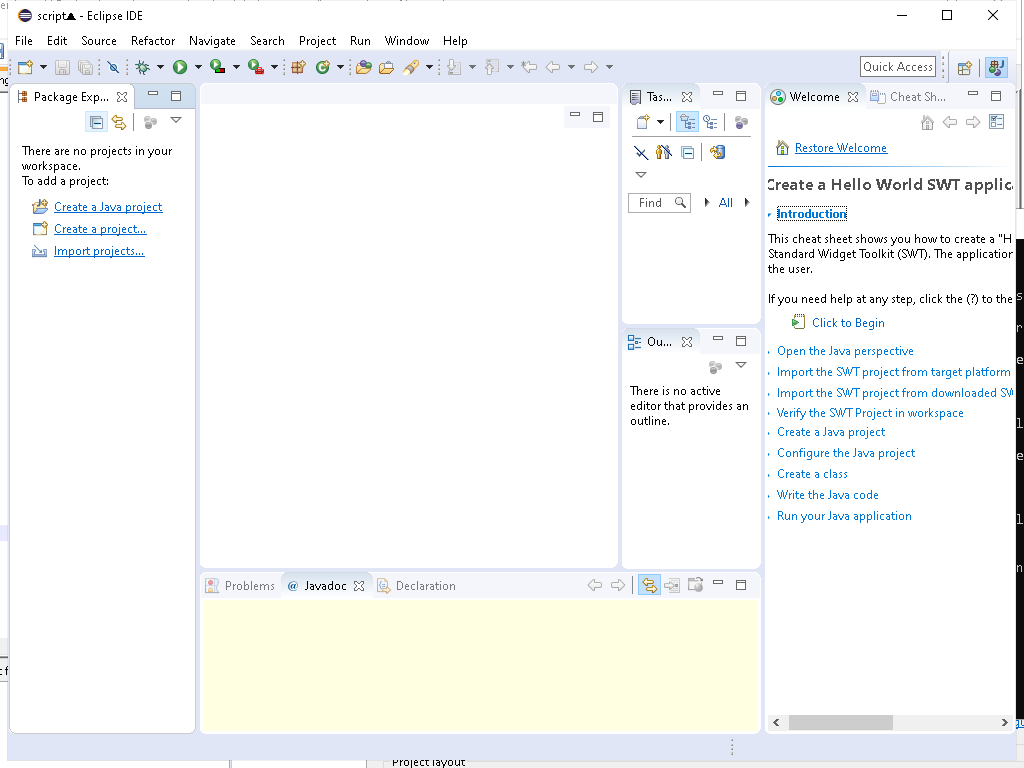 script▲ - Eclipse IDE
File Edit Source Refactor Navigate Search Project Run Window Help
Quick Access
Package Exp...
There are no projects in your
workspace.
To add a project:
Create a Java project
Create a project...
Import projects...
Tas...
Find
All
Ou...
There is no active
editor that provides an
outline.
Welcome
Cheat Sh...
Restore Welcome
Create a Hello World SWT applic
Introduction
This cheat sheet shows you how to create a "H
Standard Widget Toolkit (SWT). The application
the user.
If you need help at any step, click the (?) to the
Click to Begin
Open the Java perspective
Import the SWT project from target platform
Import the SWT project from downloaded SW
Verify the SWT Project in workspace
Create a Java project
Configure the Java project
Create a class
Write the Java code
Run your Java application
Problems
@ Javadoc
Declaration
Project layout